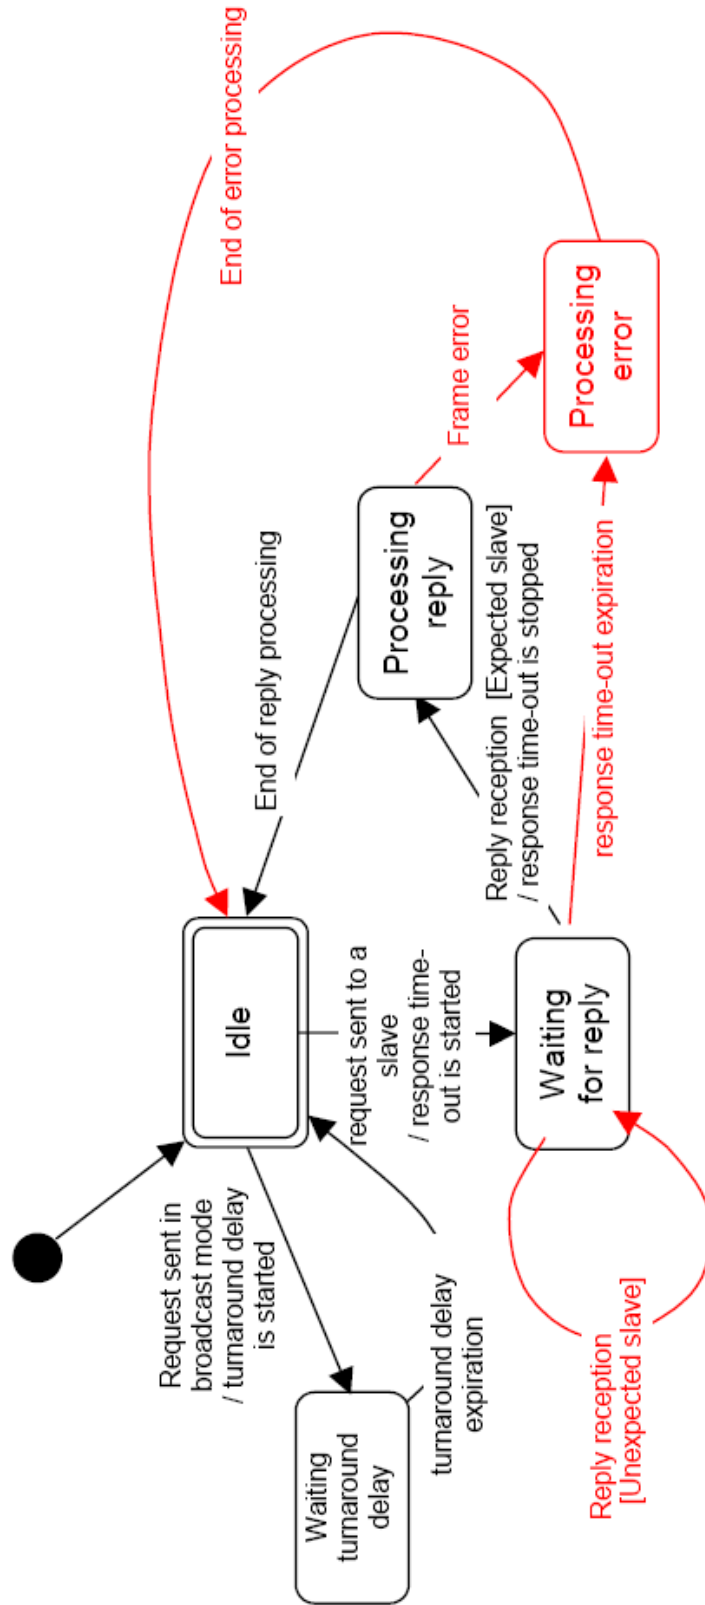 End of error processing
Request sent in
broadcast mode
/ turnaround delay
is started
Idle
End of reply processing
Waiting
turnaround
delay
turnaround delay
expiration
request sent to a
slave
/ response time-
out is started
Processing
reply
Frame error
Reply reception  [Expected slave]
/ response time-out is stopped
Processing
error
Waiting
for reply
response time-out expiration
Reply reception
[Unexpected slave]